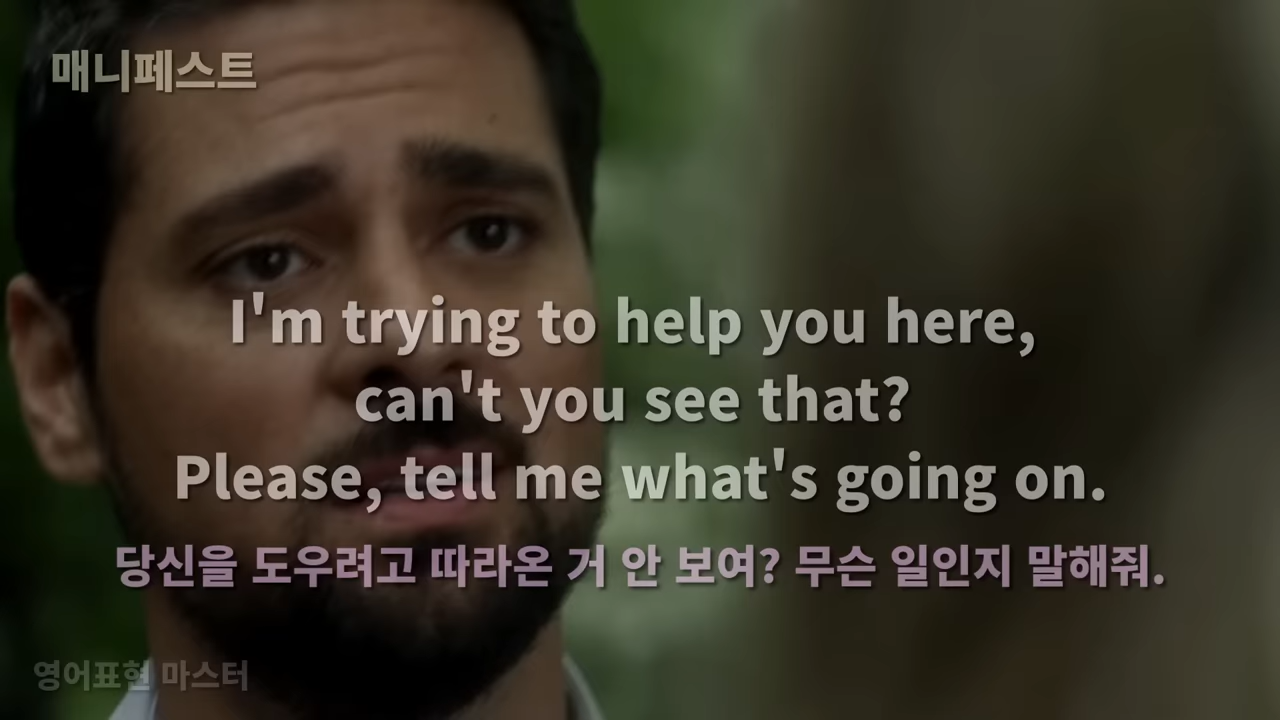 매니페스트
I'm trying to help you here,
can't you see that?
Please, tell me what's going on.
당신을 도우려고 따라온 거 안 보여? 무슨 일인지 말해줘.
영어표현 마스터